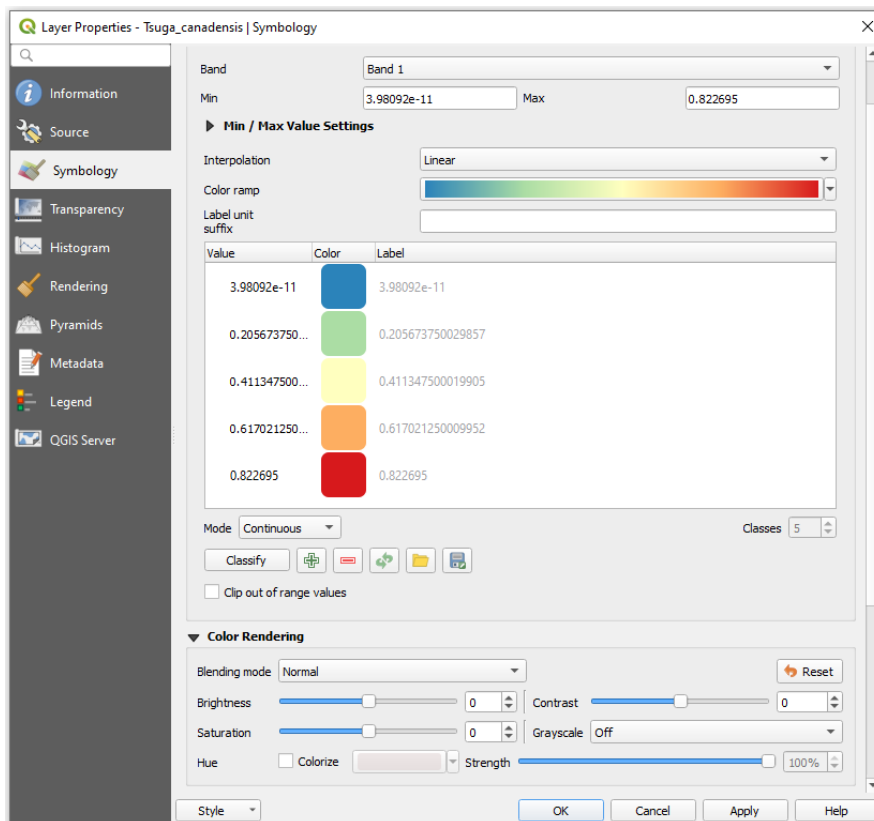 Layer Properties - Tsuga_canadensis | Symbology
Information
Source
Symbology
Transparency
Histogram
Rendering
Pyramids
Metadata
Legend
QGIS Server
Band Band 1
Min 3.98092e-11 Max 0.822695
Min / Max Value Settings
Interpolation Linear
Color ramp
Label unit
suffix
Value Color Label
3.98092e-11 3.98092e-11
0.205673750... 0.205673750029857
0.411347500... 0.411347500019905
0.617021250... 0.617021250009952
0.822695 0.822695
Mode Continuous Classes 5
Classify
Clip out of range values
Color Rendering
Blending mode Normal Reset
Brightness 0 Contrast 0
Saturation 0 Grayscale Off
Hue Colorize Strength 100%
Style OK Cancel Apply Help